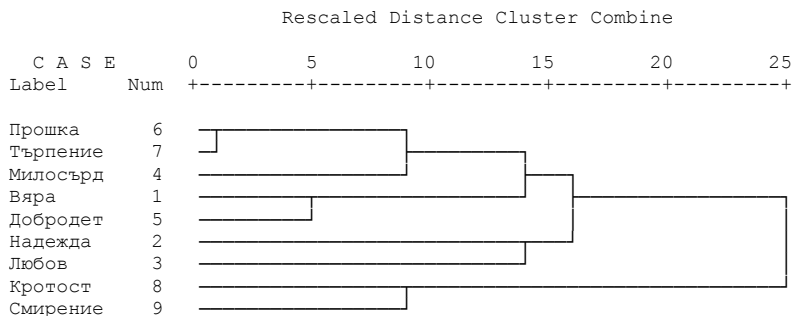 Rescaled Distance Cluster Combine
C A S E 0 5 10 15 20 25
Label Num +---------+---------+---------+---------+---------+
Прошка 6
Търпение 7
Милосърд 4
Вяра 1
Добродет 5
Надежда 2
Любов 3
Кротост 8
Смирение 9